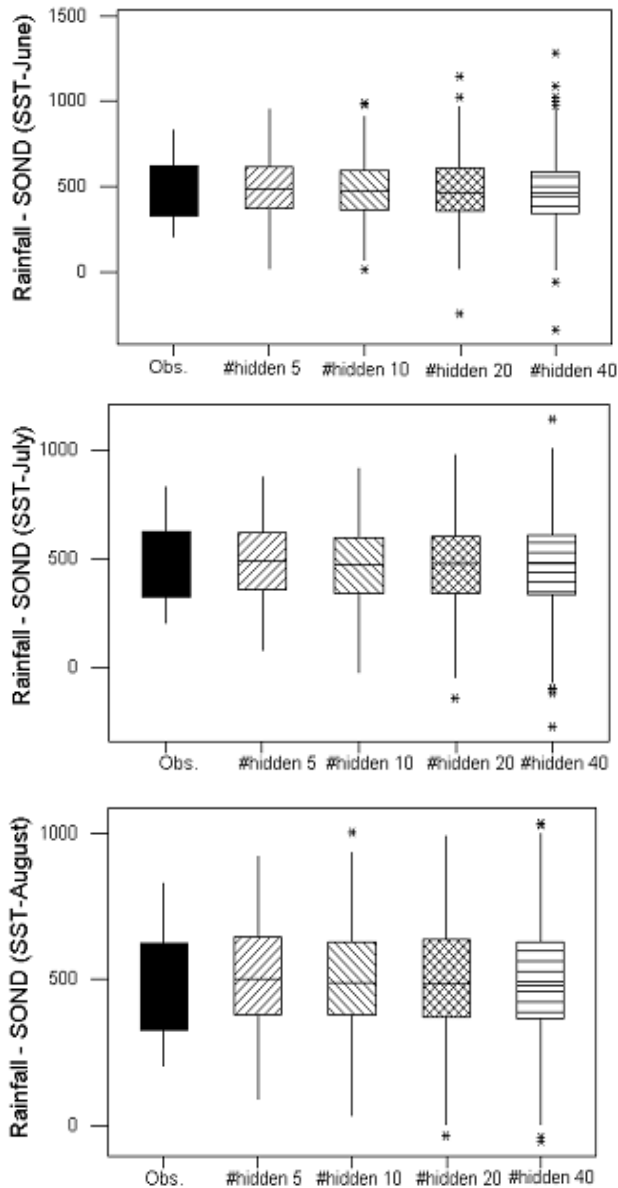 Rainfall - SOND (SST-June)
1500
1000
500
0
Obs. #hidden 5 #hidden 10 #hidden 20 #hidden 40
Rainfall - SOND (SST-July)
1000
500
0
Obs. #hidden 5 #hidden 10 #hidden 20 #hidden 40
Rainfall - SOND (SST-August)
1000
500
0
Obs. #hidden 5 #hidden 10 #hidden 20 #hidden 40